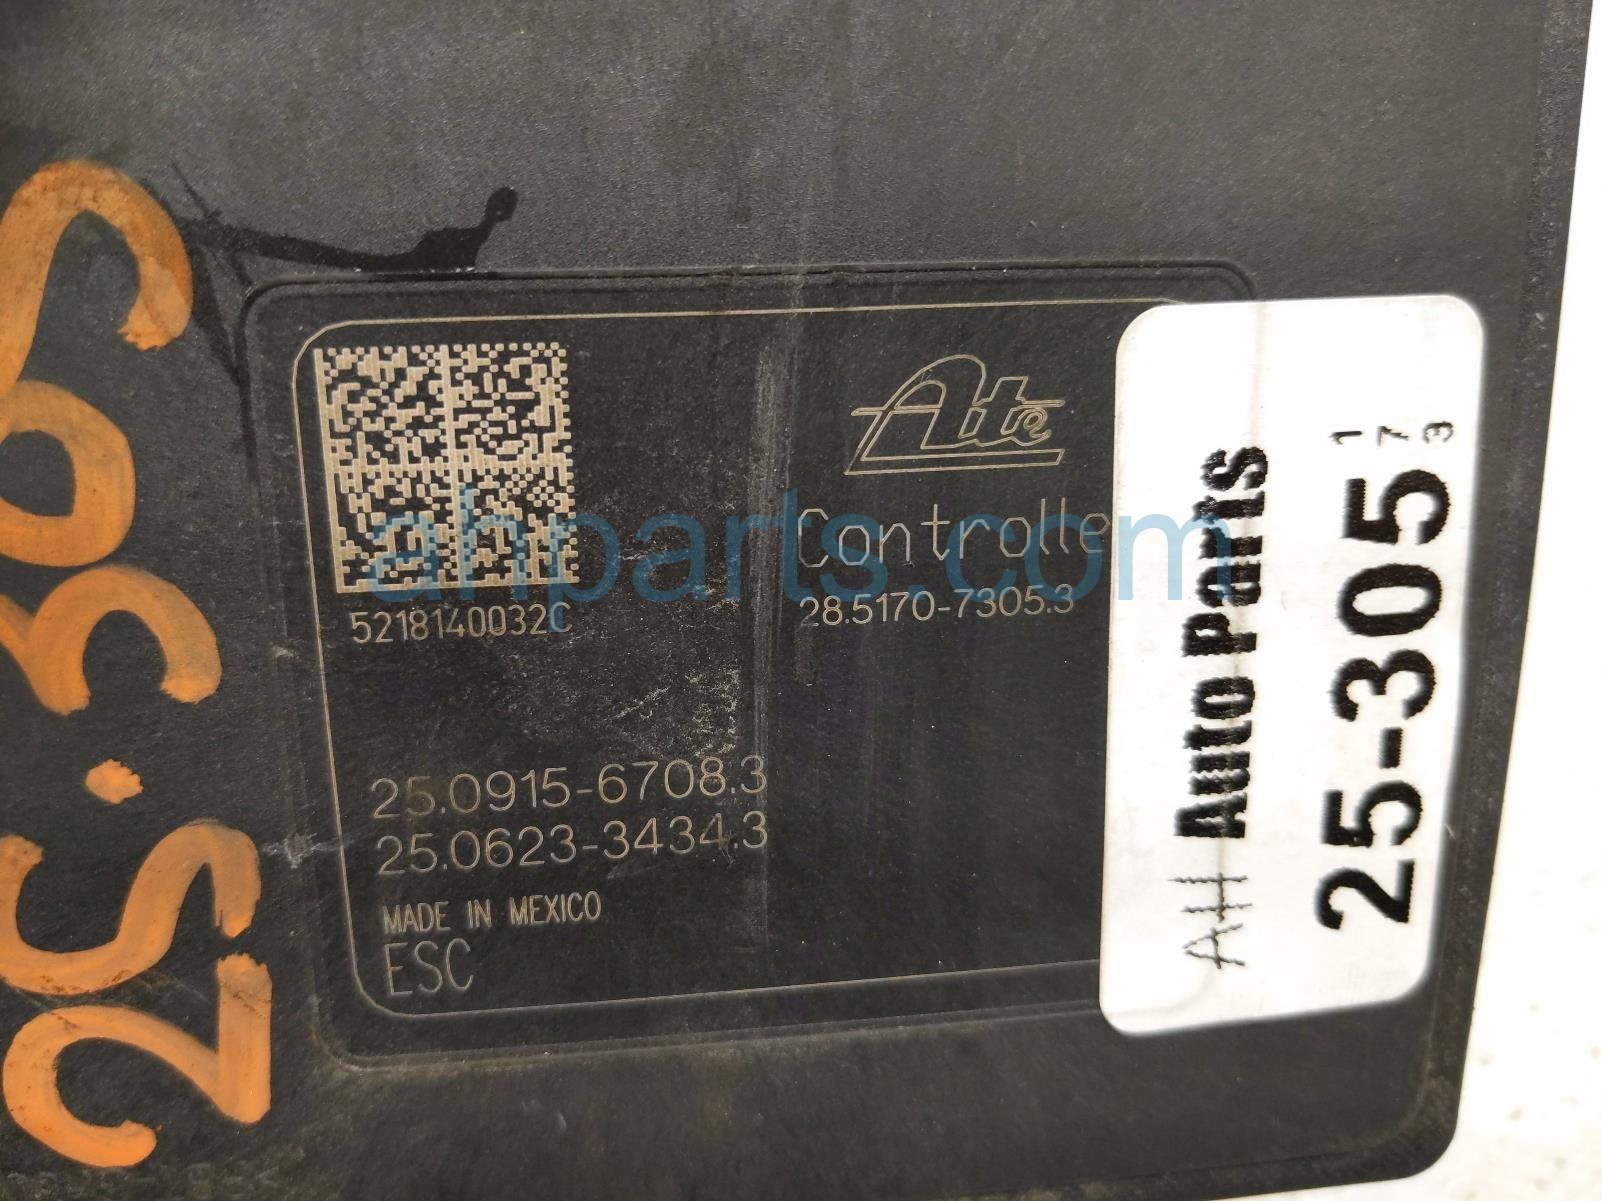 25.305
Ate
Controlle
28.5170-7305.3
5218140032C
25.0915-6708.3
25.0623-3434.3
MADE IN MEXICO
ESC
AH Auto Parts
25-305
1
7
3
ahparts.com